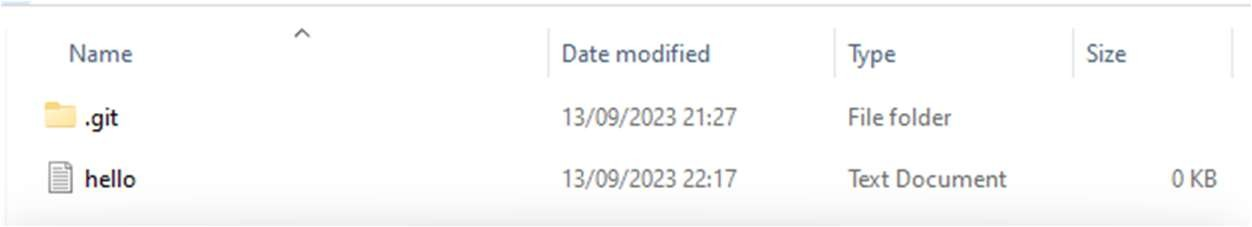 Name Date modified Type Size
.git 13/09/2023 21:27 File folder
hello 13/09/2023 22:17 Text Document 0 KB